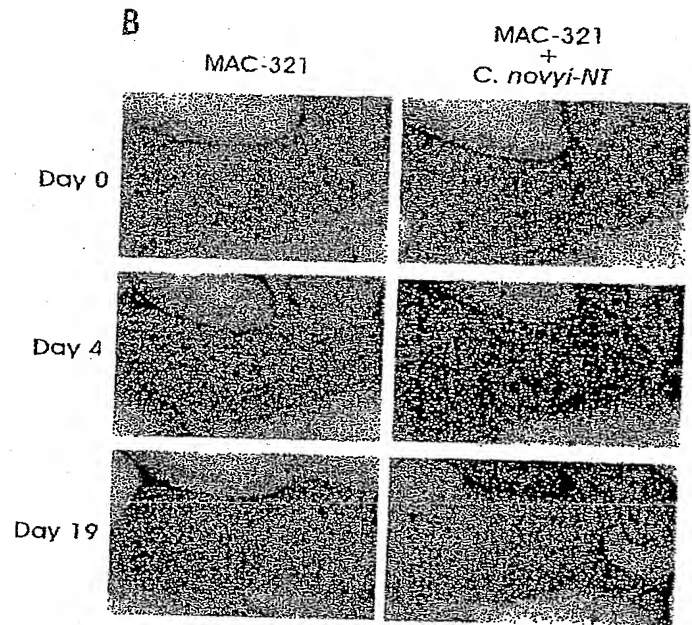 B
MAC-321
MAC-321
+
C. novyi-NT
Day 0
Day 4
Day 19